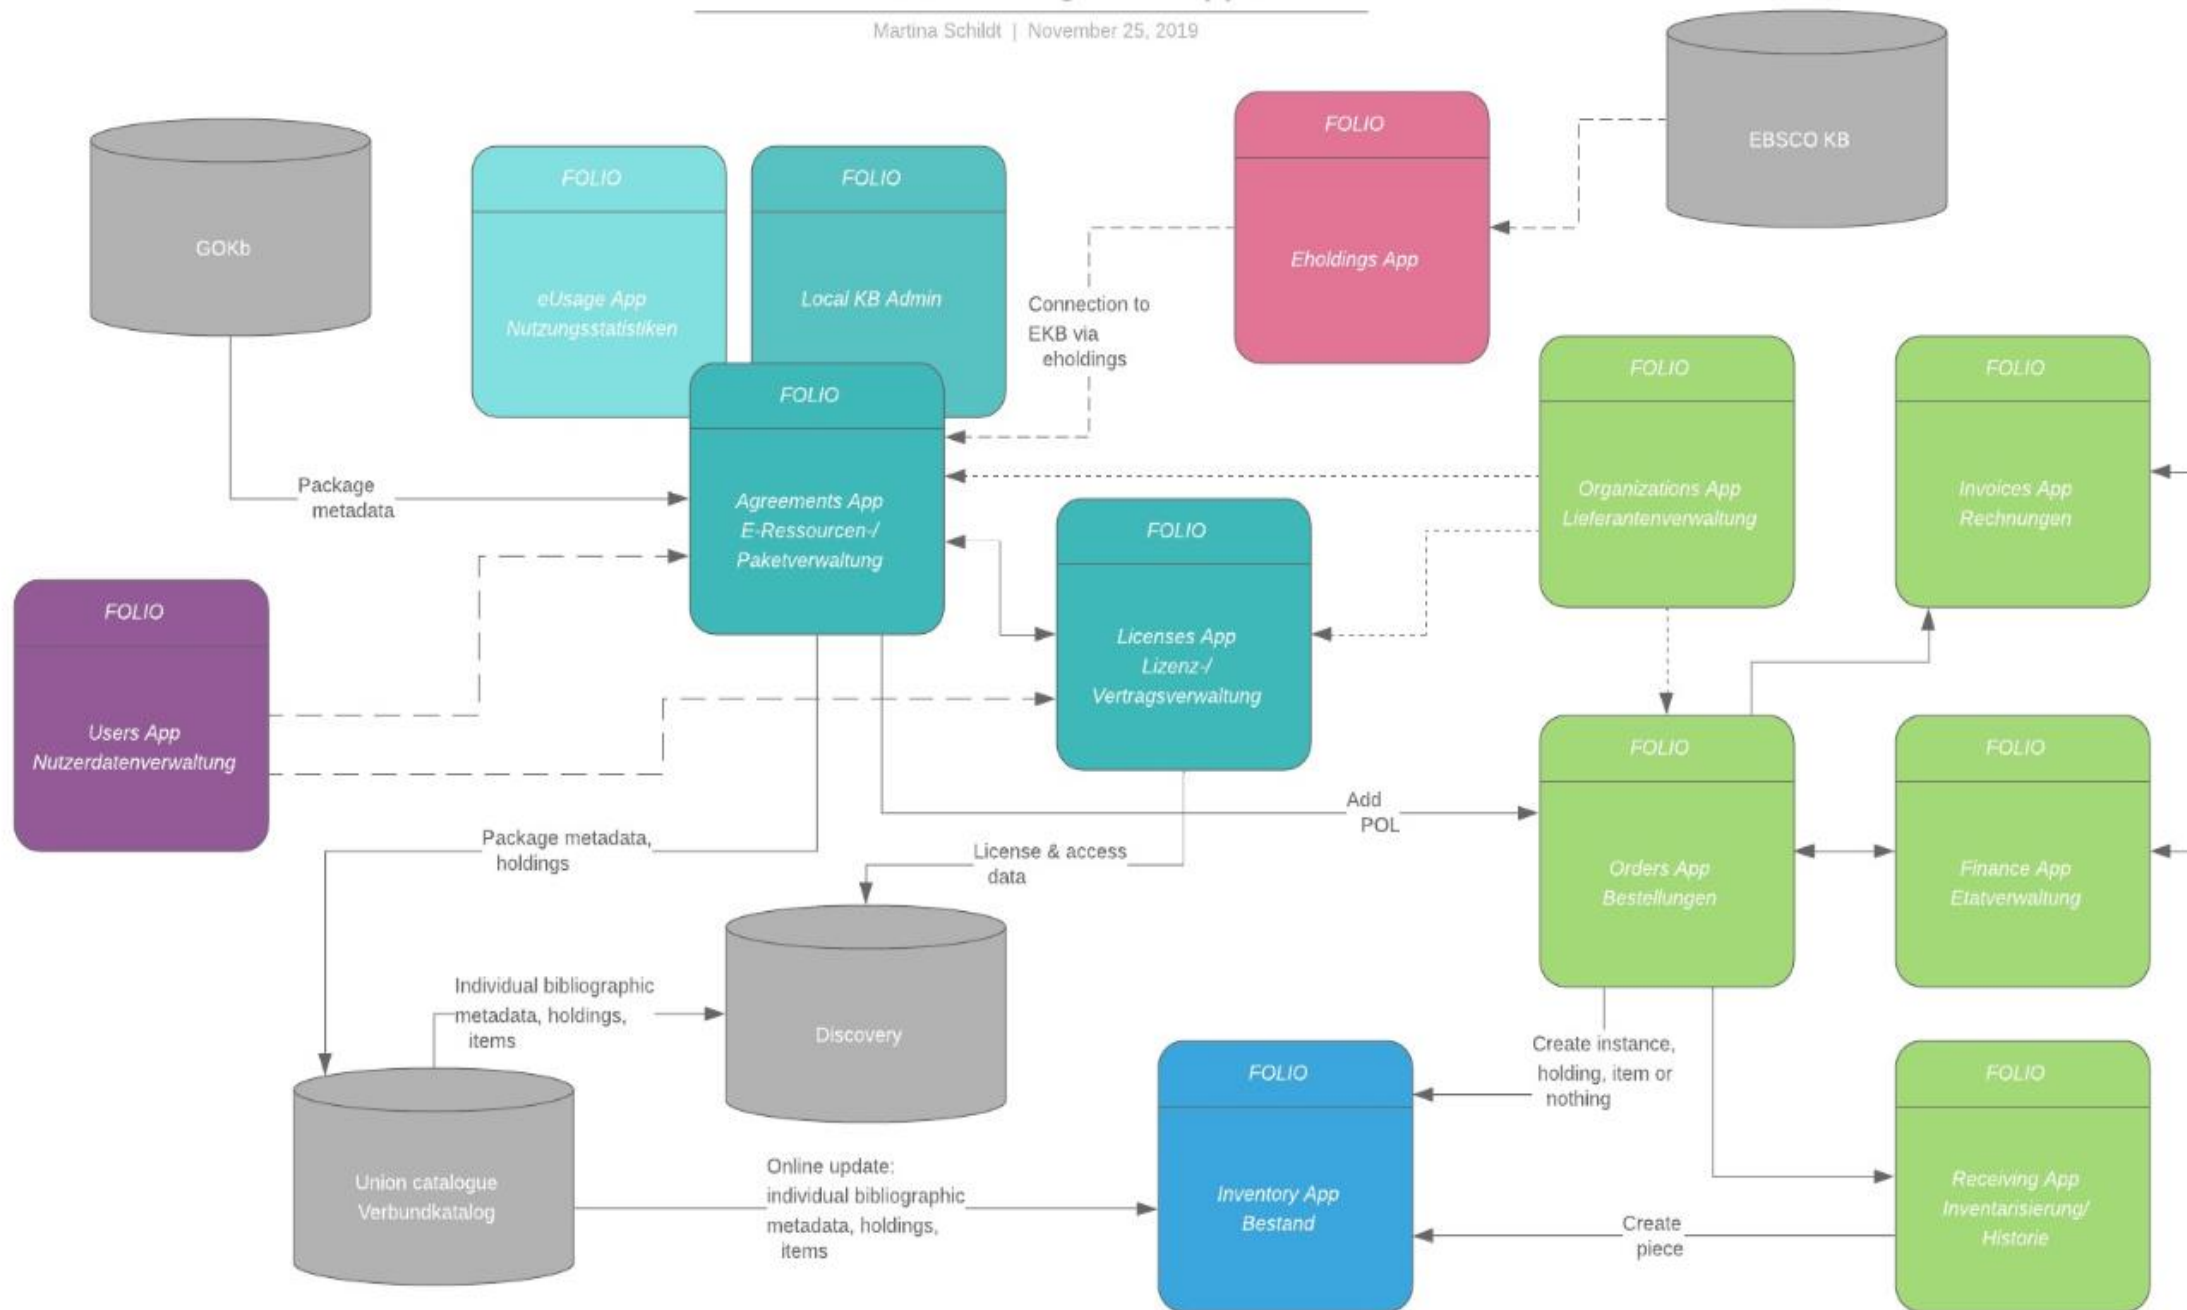 Martina Schildt | November 25, 2019
GOKb
FOLIO
eUsage App
Nutzungsstatistiken
FOLIO
Local KB Admin
FOLIO
Eholdings App
EBSCO KB
Connection to
EKB via
eholdings
FOLIO
Agreements App
E-Ressourcen-/
Paketverwaltung
Package
metadata
FOLIO
Organizations App
Lieferantenverwaltung
FOLIO
Invoices App
Rechnungen
FOLIO
Licenses App
Lizenz-/
Vertragsverwaltung
FOLIO
Users App
Nutzerdatenverwaltung
FOLIO
Orders App
Bestellungen
FOLIO
Finance App
Etatverwaltung
Add
POL
Package metadata,
holdings
License & access
data
Individual bibliographic
metadata, holdings,
items
Discovery
Create instance,
holding, item or
nothing
FOLIO
Inventory App
Bestand
FOLIO
Receiving App
Inventarisierung/
Historie
Union catalogue
Verbundkatalog
Online update:
individual bibliographic
metadata, holdings,
items
Create
piece